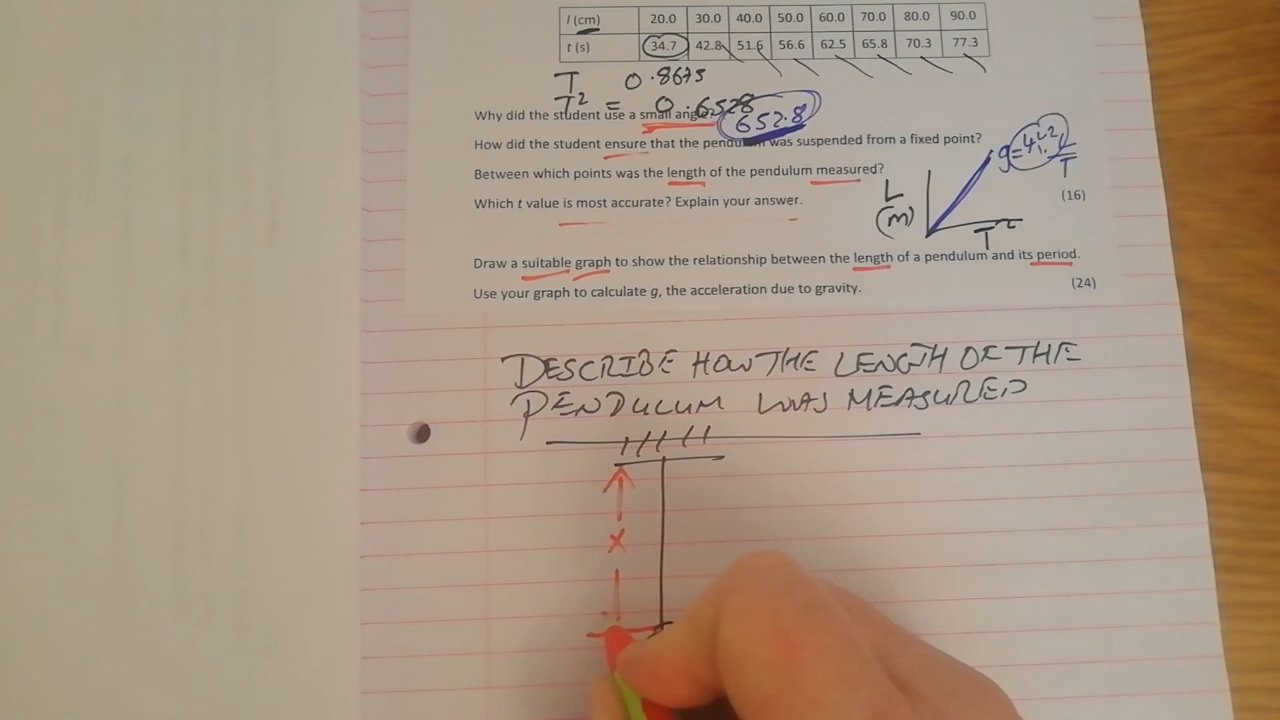 l (cm) 20.0 30.0 40.0 50.0 60.0 70.0 80.0 90.0
t (s) 34.7 42.8 51.6 56.6 62.5 65.8 70.3 77.3
T 0.8675
T² = 0.6528
652.8
Why did the student use a small angle?
How did the student ensure that the pendulum was suspended from a fixed point?
Between which points was the length of the pendulum measured?
(16)
Which t value is most accurate? Explain your answer.
L
(m)
T²
Draw a suitable graph to show the relationship between the length of a pendulum and its period.
Use your graph to calculate g, the acceleration due to gravity.
(24)
DESCRIBE HOW THE LENGTH OF THE
PENDULUM WAS MEASURED
x